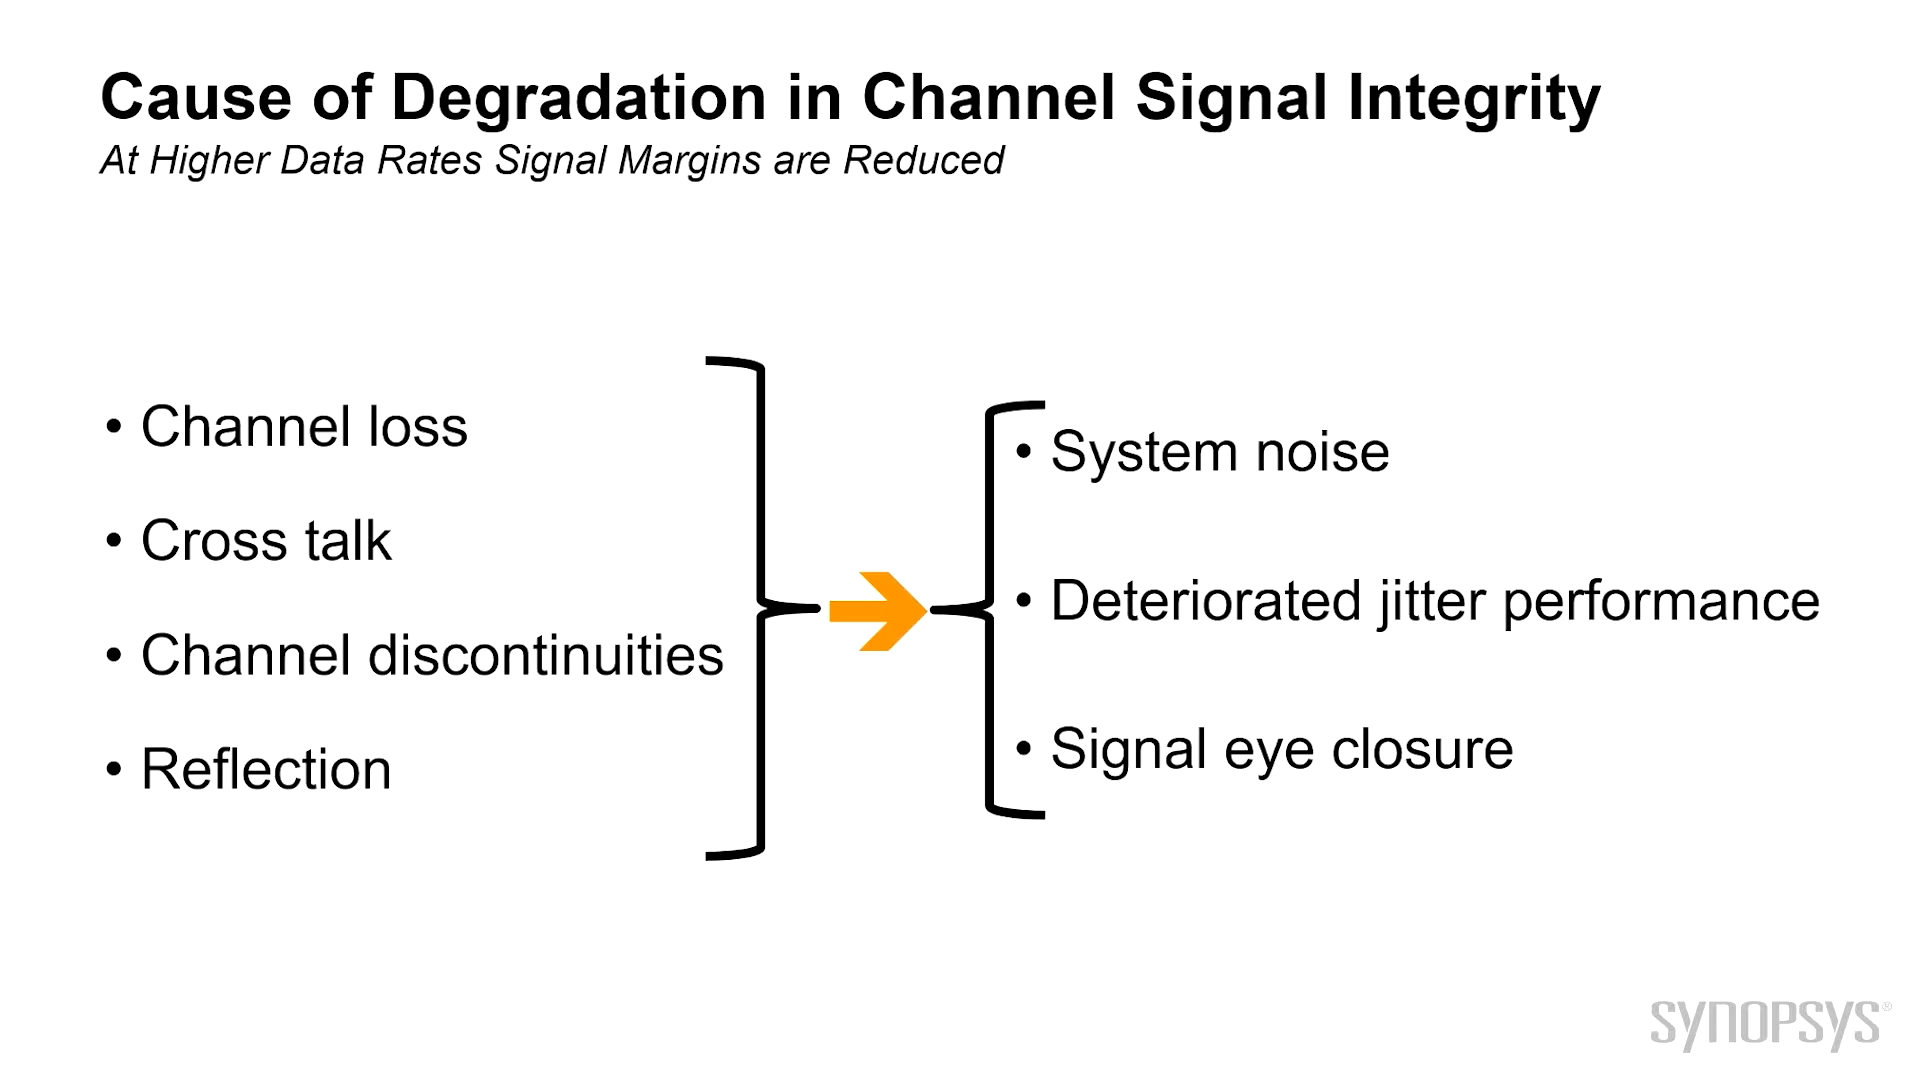 Cause of Degradation in Channel Signal Integrity
At Higher Data Rates Signal Margins are Reduced
• Channel loss
• Cross talk
• Channel discontinuities
• Reflection
• System noise
• Deteriorated jitter performance
• Signal eye closure
SYNOPSYS®